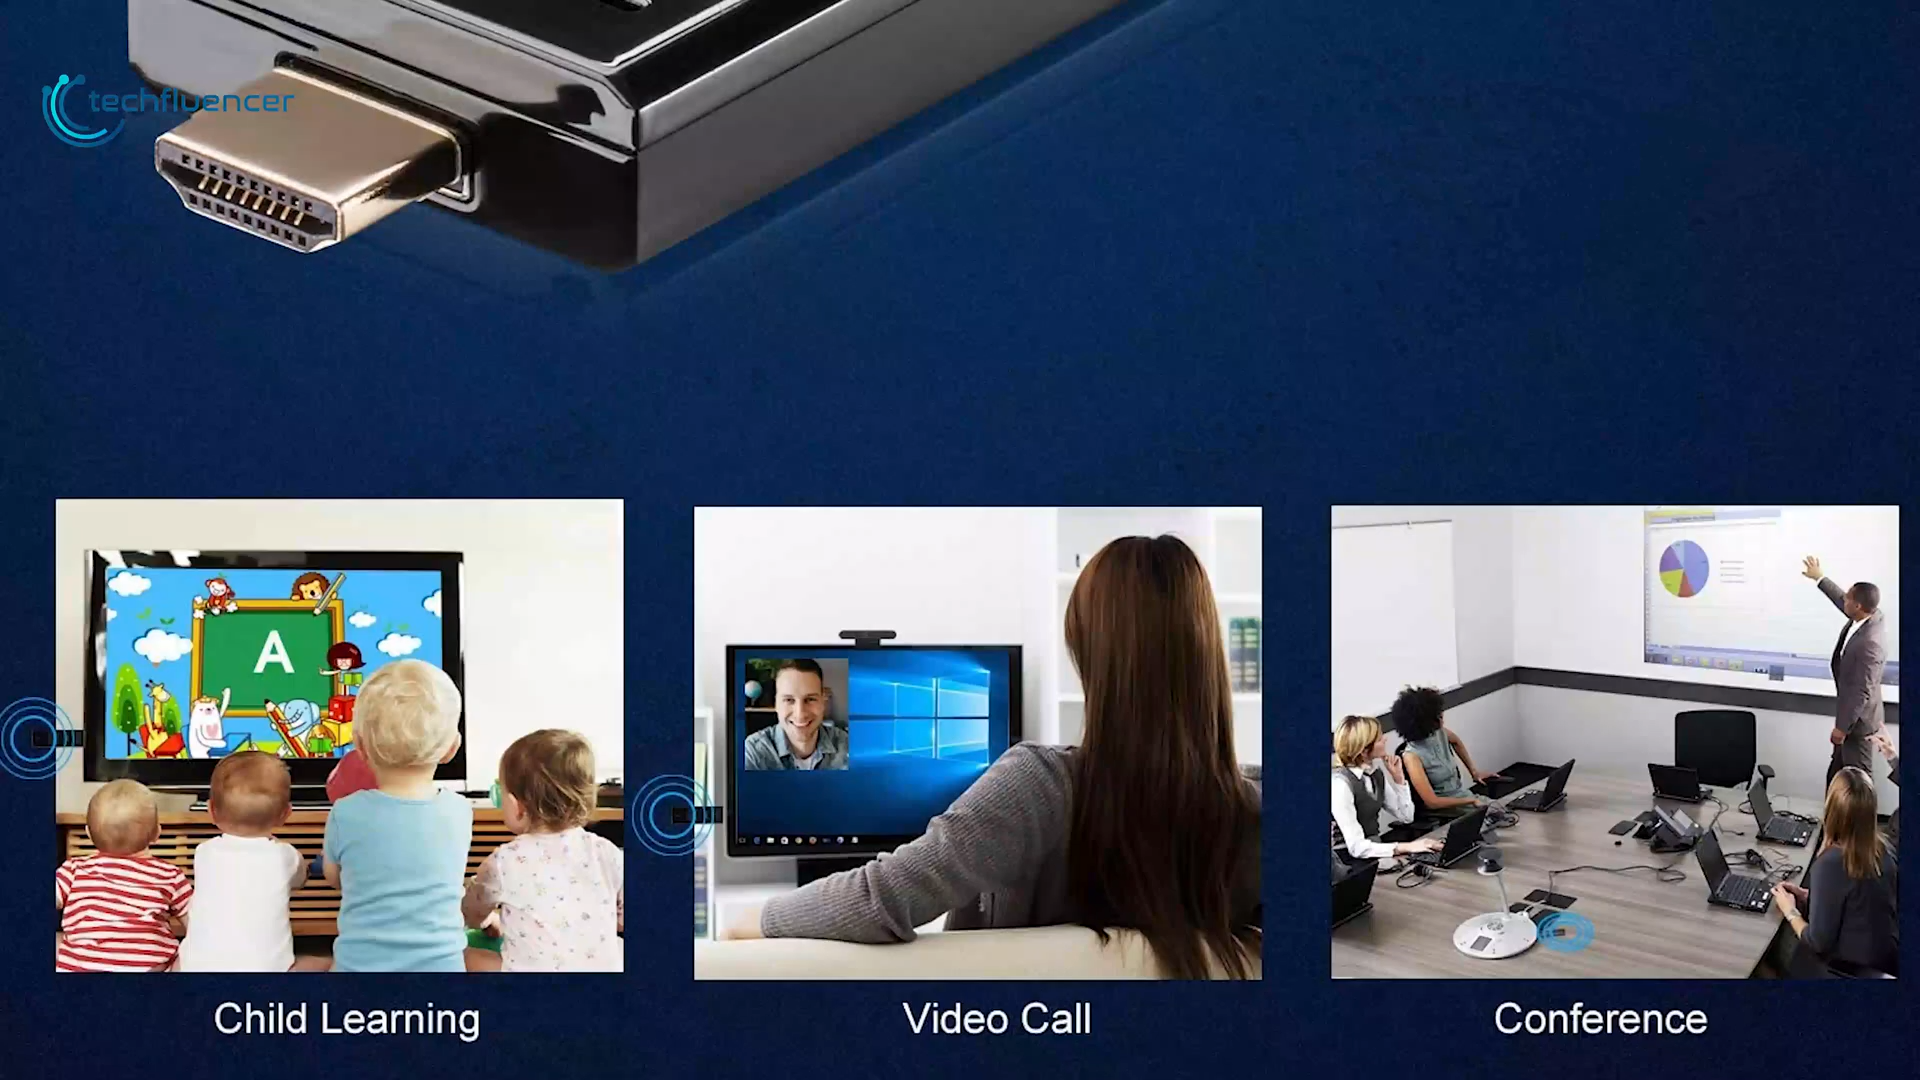 techfluencer
A
Child Learning
Video Call
Conference